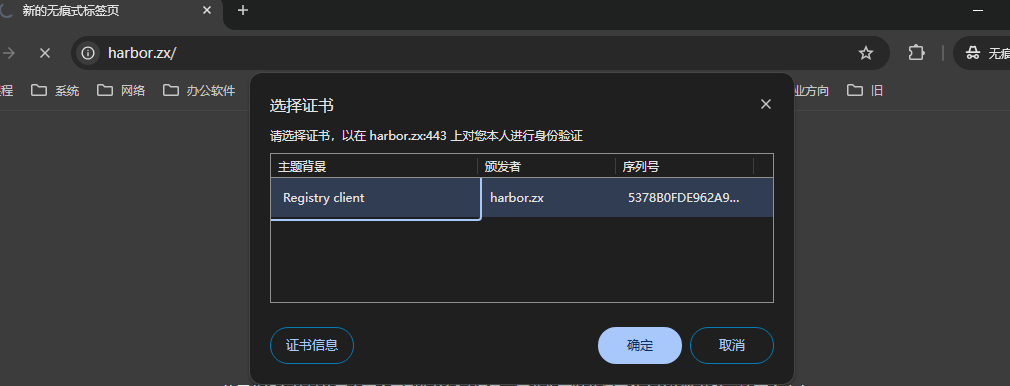 新的无痕式标签页
harbor.zx/
无痕
程 系统 网络 办公软件 业方向 旧
选择证书
请选择证书，以在 harbor.zx:443 上对您本人进行身份验证
主题背景 颁发者 序列号
Registry client harbor.zx 5378B0FDE962A9...
证书信息 确定 取消